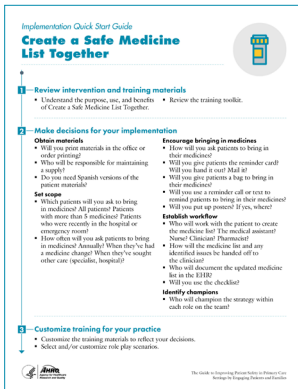 Implementation Quick Start Guide
Create a Safe Medicine
List Together
1 Review intervention and training materials
▪ Understand the purpose, use, and benefits
of Create a Safe Medicine List Together.
▪ Review the training toolkit.
2 Make decisions for your implementation
Obtain materials
▪ Will you print materials in the office or
order printing?
▪ Who will be responsible for maintaining
a supply?
▪ Do you need Spanish versions of the
patient materials?
Set scope
▪ Which patients will you ask to bring
in medicines? All patients? Patients
with more than 5 medicines? Patients
who were recently in the hospital or
emergency room?
▪ How often will you ask patients to bring
in medicines? Annually? When they've had
a medicine change? When they've sought
other care (specialist, hospital)?
Encourage bringing in medicines
▪ How will you ask patients to bring in
their medicines?
▪ Will you give patients the reminder card?
Will you hand it out? Mail it?
▪ Will you give patients a bag to bring in
their medicines?
▪ Will you use a reminder call or text to
remind patients to bring in their medicines?
▪ Will you put up posters? If yes, where?
Establish workflow
▪ Who will work with the patient to create
the medicine list? The medical assistant?
Nurse? Clinician? Pharmacist?
▪ How will the medicine list and any
identified issues be handed off to
the clinician?
▪ Who will document the updated medicine
list in the EHR?
▪ Will you use the checklist?
Identify champions
▪ Who will champion the strategy within
each role on the team?
3 Customize training for your practice
▪ Customize the training materials to reflect your decisions.
▪ Select and/or customize role play scenarios.
AHRQ
Agency for Healthcare
Research and Quality
The Guide to Improving Patient Safety in Primary Care
Settings by Engaging Patients and Families